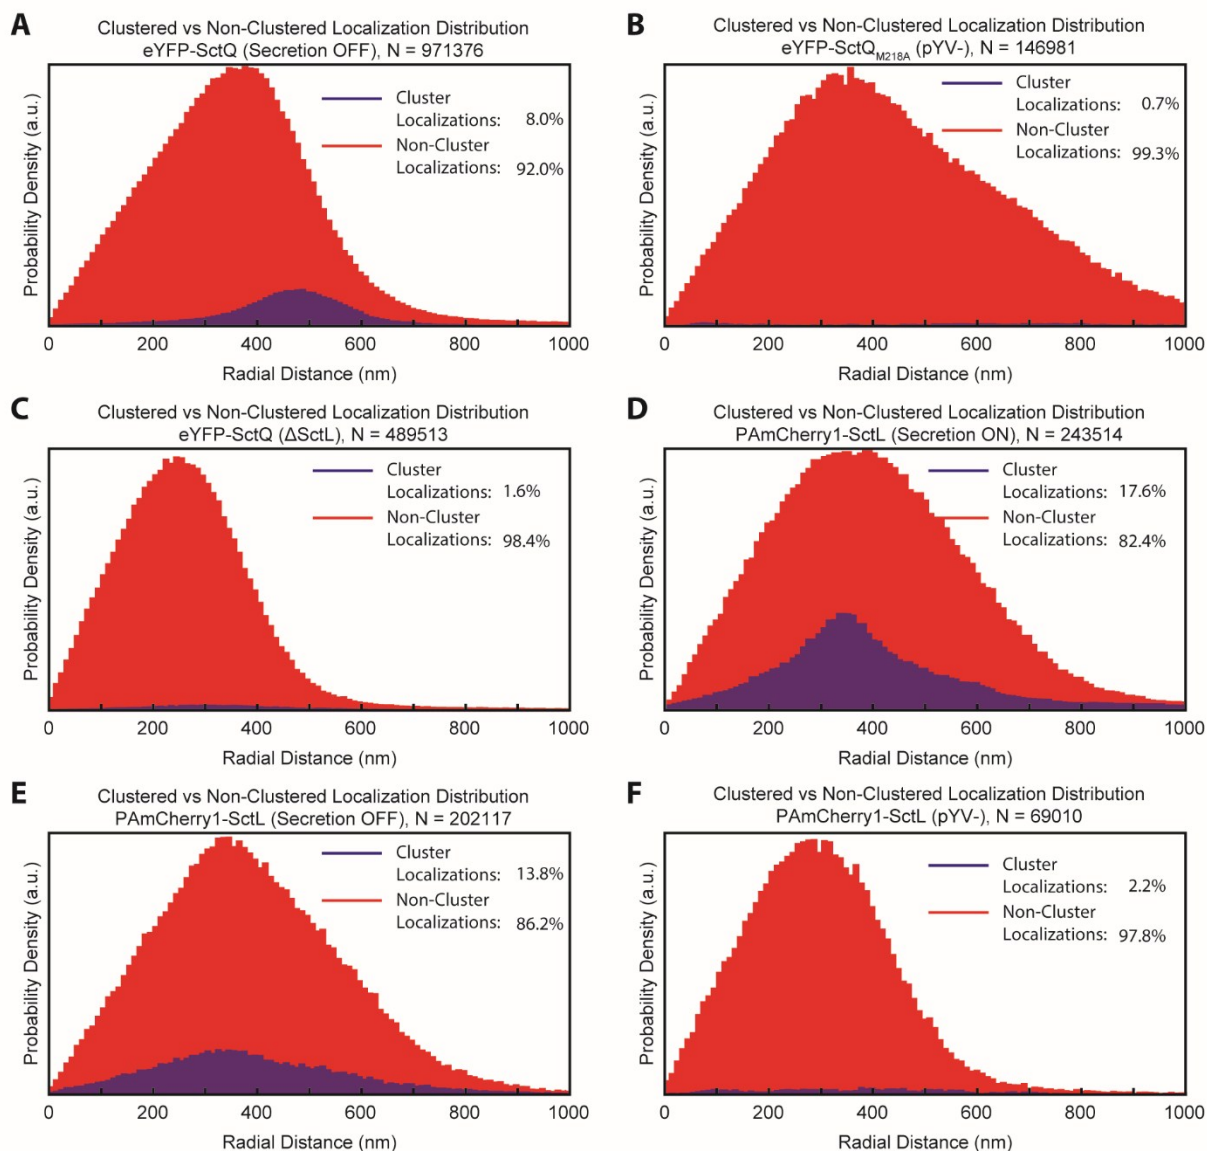 A
Clustered vs Non-Clustered Localization Distribution
eYFP-SctQ (Secretion OFF), N = 971376
Probability Density (a.u.)
Cluster
Localizations: 8.0%
Non-Cluster
Localizations: 92.0%
0 200 400 600 800 1000
Radial Distance (nm)
B
Clustered vs Non-Clustered Localization Distribution
eYFP-SctQM218A (pYV-), N = 146981
Probability Density (a.u.)
Cluster
Localizations: 0.7%
Non-Cluster
Localizations: 99.3%
0 200 400 600 800 1000
Radial Distance (nm)
C
Clustered vs Non-Clustered Localization Distribution
eYFP-SctQ (ΔSctL), N = 489513
Probability Density (a.u.)
Cluster
Localizations: 1.6%
Non-Cluster
Localizations: 98.4%
0 200 400 600 800 1000
Radial Distance (nm)
D
Clustered vs Non-Clustered Localization Distribution
PAmCherry1-SctL (Secretion ON), N = 243514
Probability Density (a.u.)
Cluster
Localizations: 17.6%
Non-Cluster
Localizations: 82.4%
0 200 400 600 800 1000
Radial Distance (nm)
E
Clustered vs Non-Clustered Localization Distribution
PAmCherry1-SctL (Secretion OFF), N = 202117
Probability Density (a.u.)
Cluster
Localizations: 13.8%
Non-Cluster
Localizations: 86.2%
0 200 400 600 800 1000
Radial Distance (nm)
F
Clustered vs Non-Clustered Localization Distribution
PAmCherry1-SctL (pYV-), N = 69010
Probability Density (a.u.)
Cluster
Localizations: 2.2%
Non-Cluster
Localizations: 97.8%
0 200 400 600 800 1000
Radial Distance (nm)